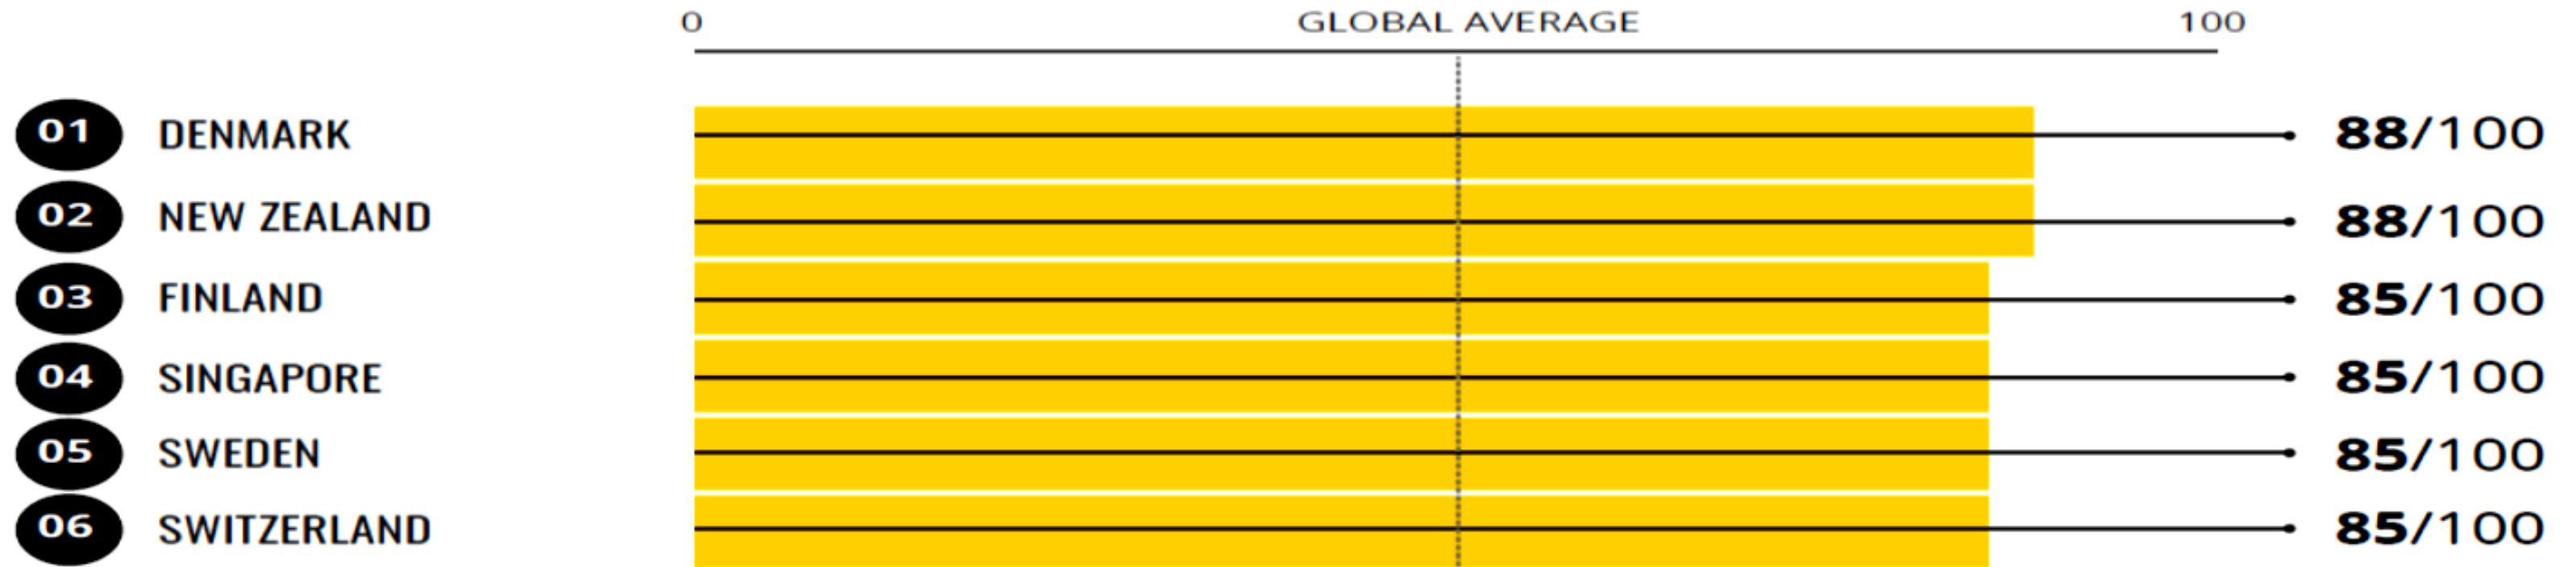 0 GLOBAL AVERAGE 100
01 DENMARK 88/100
02 NEW ZEALAND 88/100
03 FINLAND 85/100
04 SINGAPORE 85/100
05 SWEDEN 85/100
06 SWITZERLAND 85/100